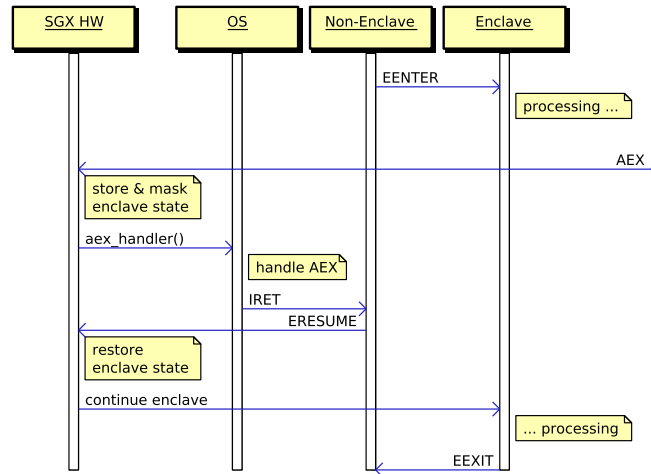 SGX HW
OS
Non-Enclave
Enclave
EENTER
processing ...
AEX
store & mask
enclave state
aex_handler()
handle AEX
IRET
ERESUME
restore
enclave state
continue enclave
... processing
EEXIT